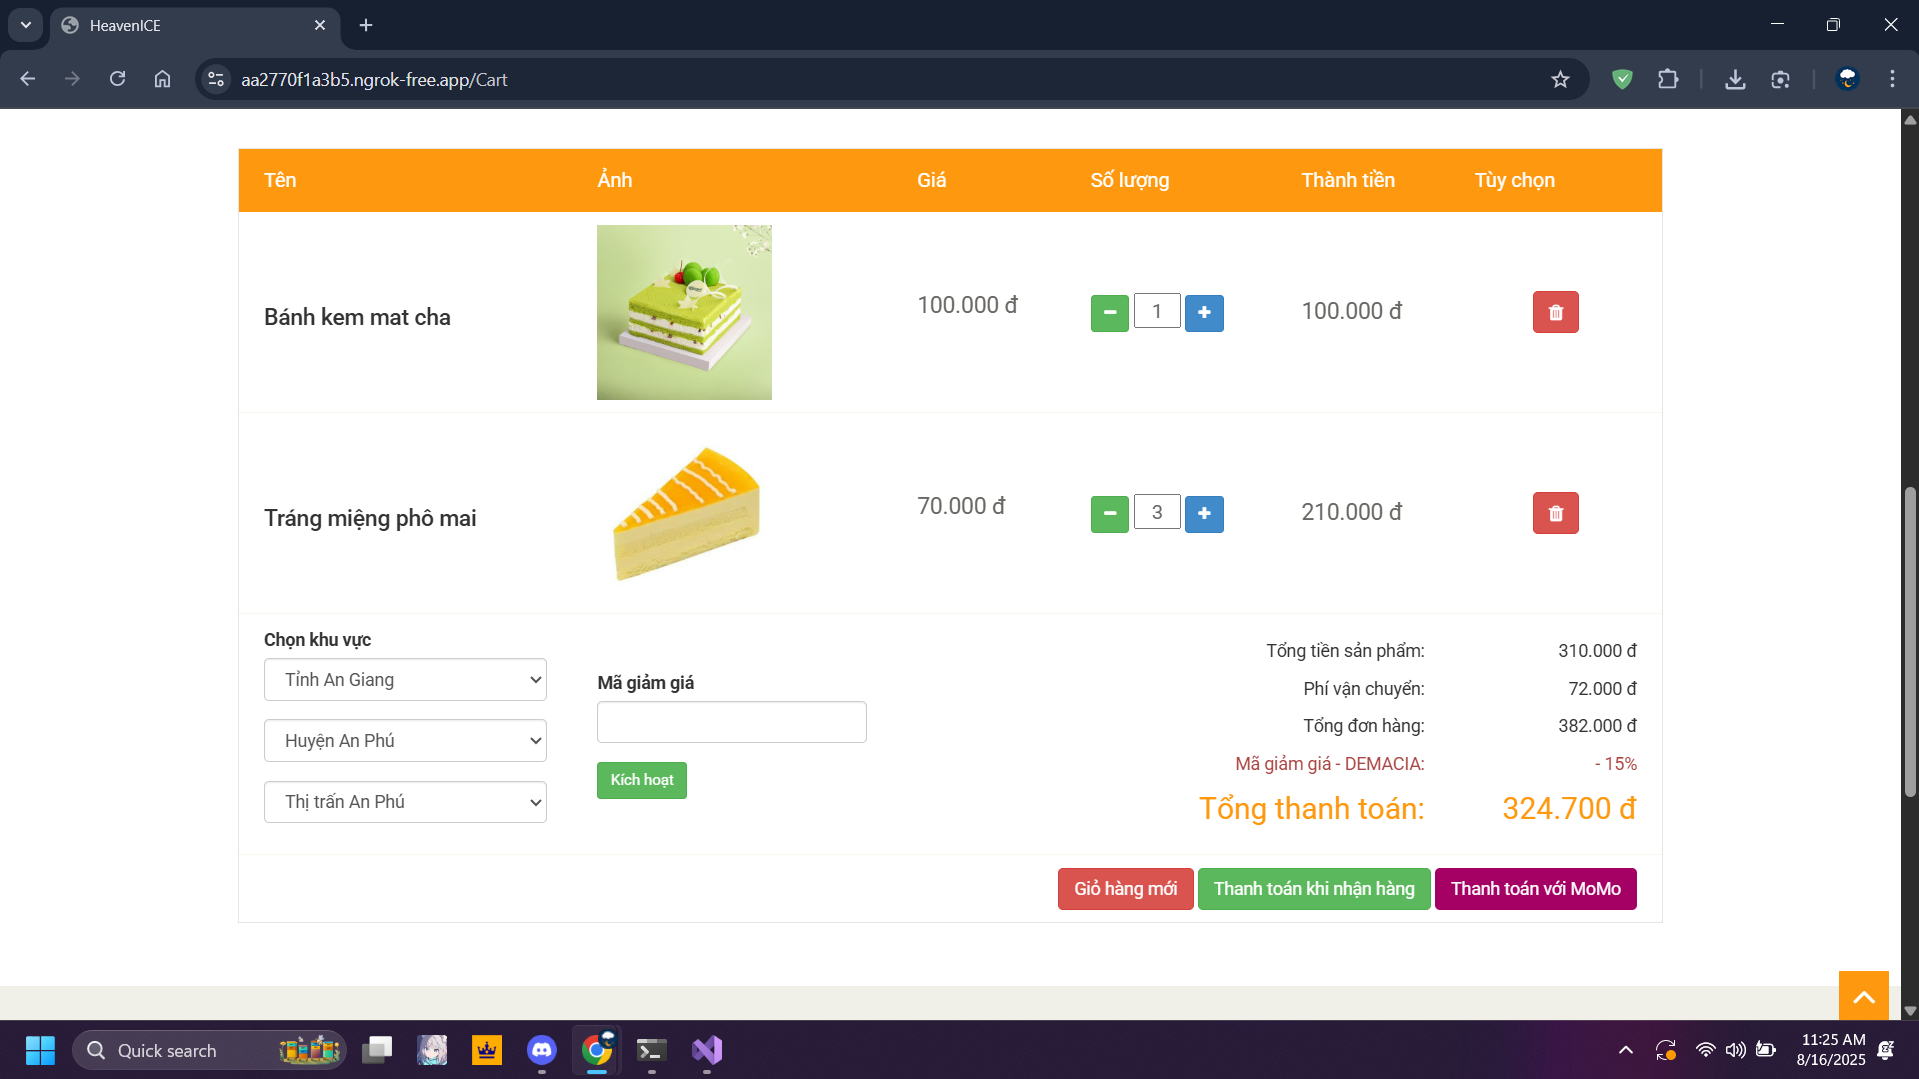 HeavenICE
aa2770f1a3b5.ngrok-free.app/Cart
Tên Ảnh Giá Số lượng Thành tiền Tùy chọn
Bánh kem mat cha 100.000 đ 1 100.000 đ
Tráng miệng phô mai 70.000 đ 3 210.000 đ
Chọn khu vực
Tỉnh An Giang
Huyện An Phú
Thị trấn An Phú
Mã giảm giá
Kích hoạt
Tổng tiền sản phẩm: 310.000 đ
Phí vận chuyển: 72.000 đ
Tổng đơn hàng: 382.000 đ
Mã giảm giá - DEMACIA: - 15%
Tổng thanh toán: 324.700 đ
Giỏ hàng mới Thanh toán khi nhận hàng Thanh toán với MoMo
Quick search
11:25 AM
8/16/2025